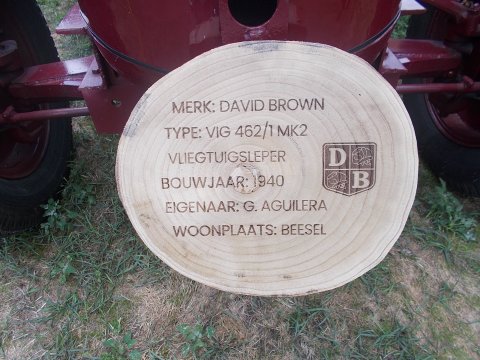 MERK: DAVID BROWN
TYPE: VIG 462/1 MK2
VLIEGTUIGSLEPER
BOUWJAAR: 1940
EIGENAAR: G. AGUILERA
WOONPLAATS: BEESEL
D
B